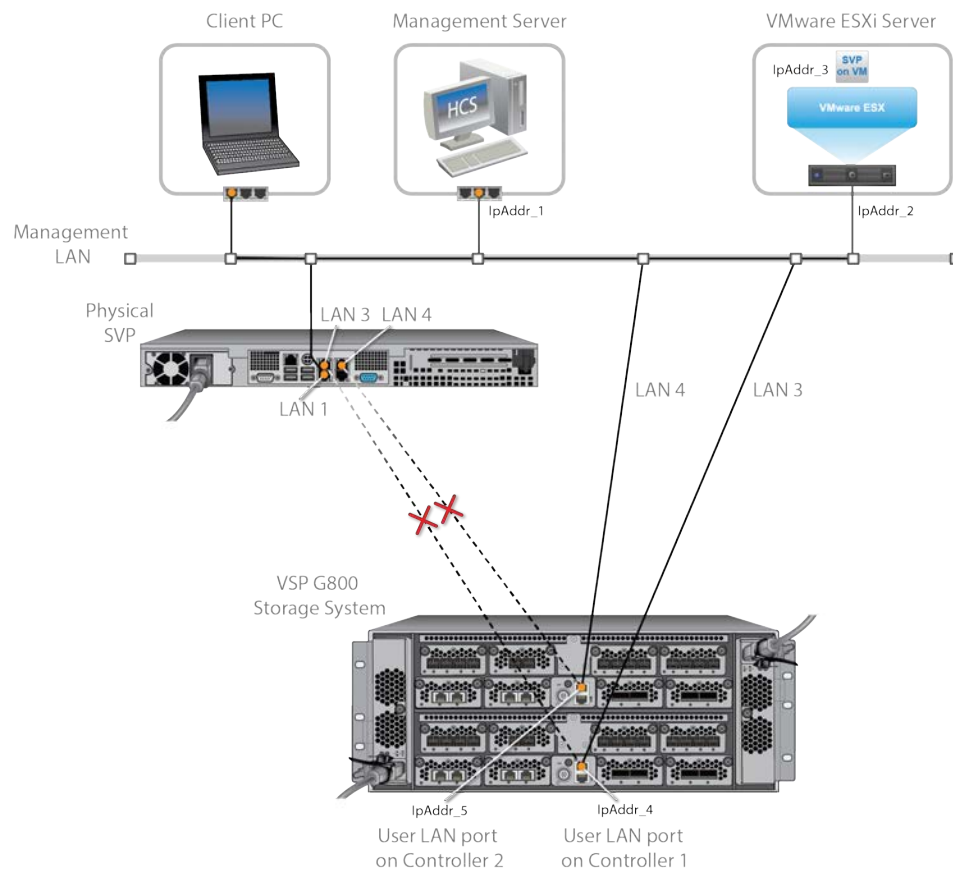 Client PC
Management Server
VMware ESXi Server
IpAddr_3
SVP
on VM
HCS
VMware ESX
IpAddr_1
IpAddr_2
Management
LAN
Physical
SVP
LAN 3
LAN 4
LAN 1
LAN 4
LAN 3
VSP G800
Storage System
IpAddr_5
IpAddr_4
User LAN port
on Controller 2
User LAN port
on Controller 1